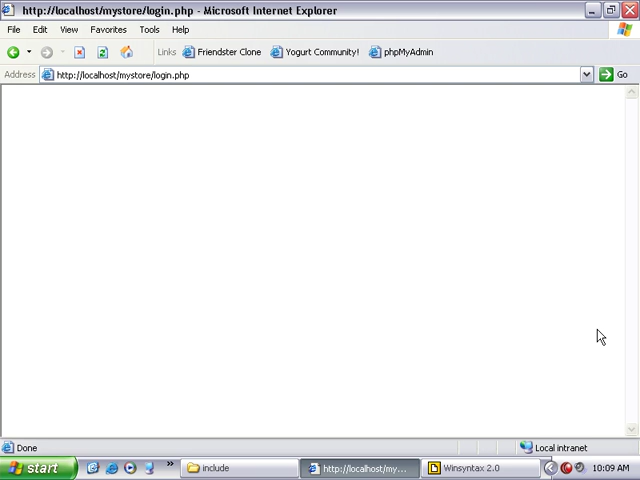 http://localhost/mystore/login.php - Microsoft Internet Explorer
File Edit View Favorites Tools Help
Links Friendster Clone Yogurt Community! phpMyAdmin
Address http://localhost/mystore/login.php Go
Done Local intranet
start include http://localhost/my... Winsyntax 2.0 10:09 AM